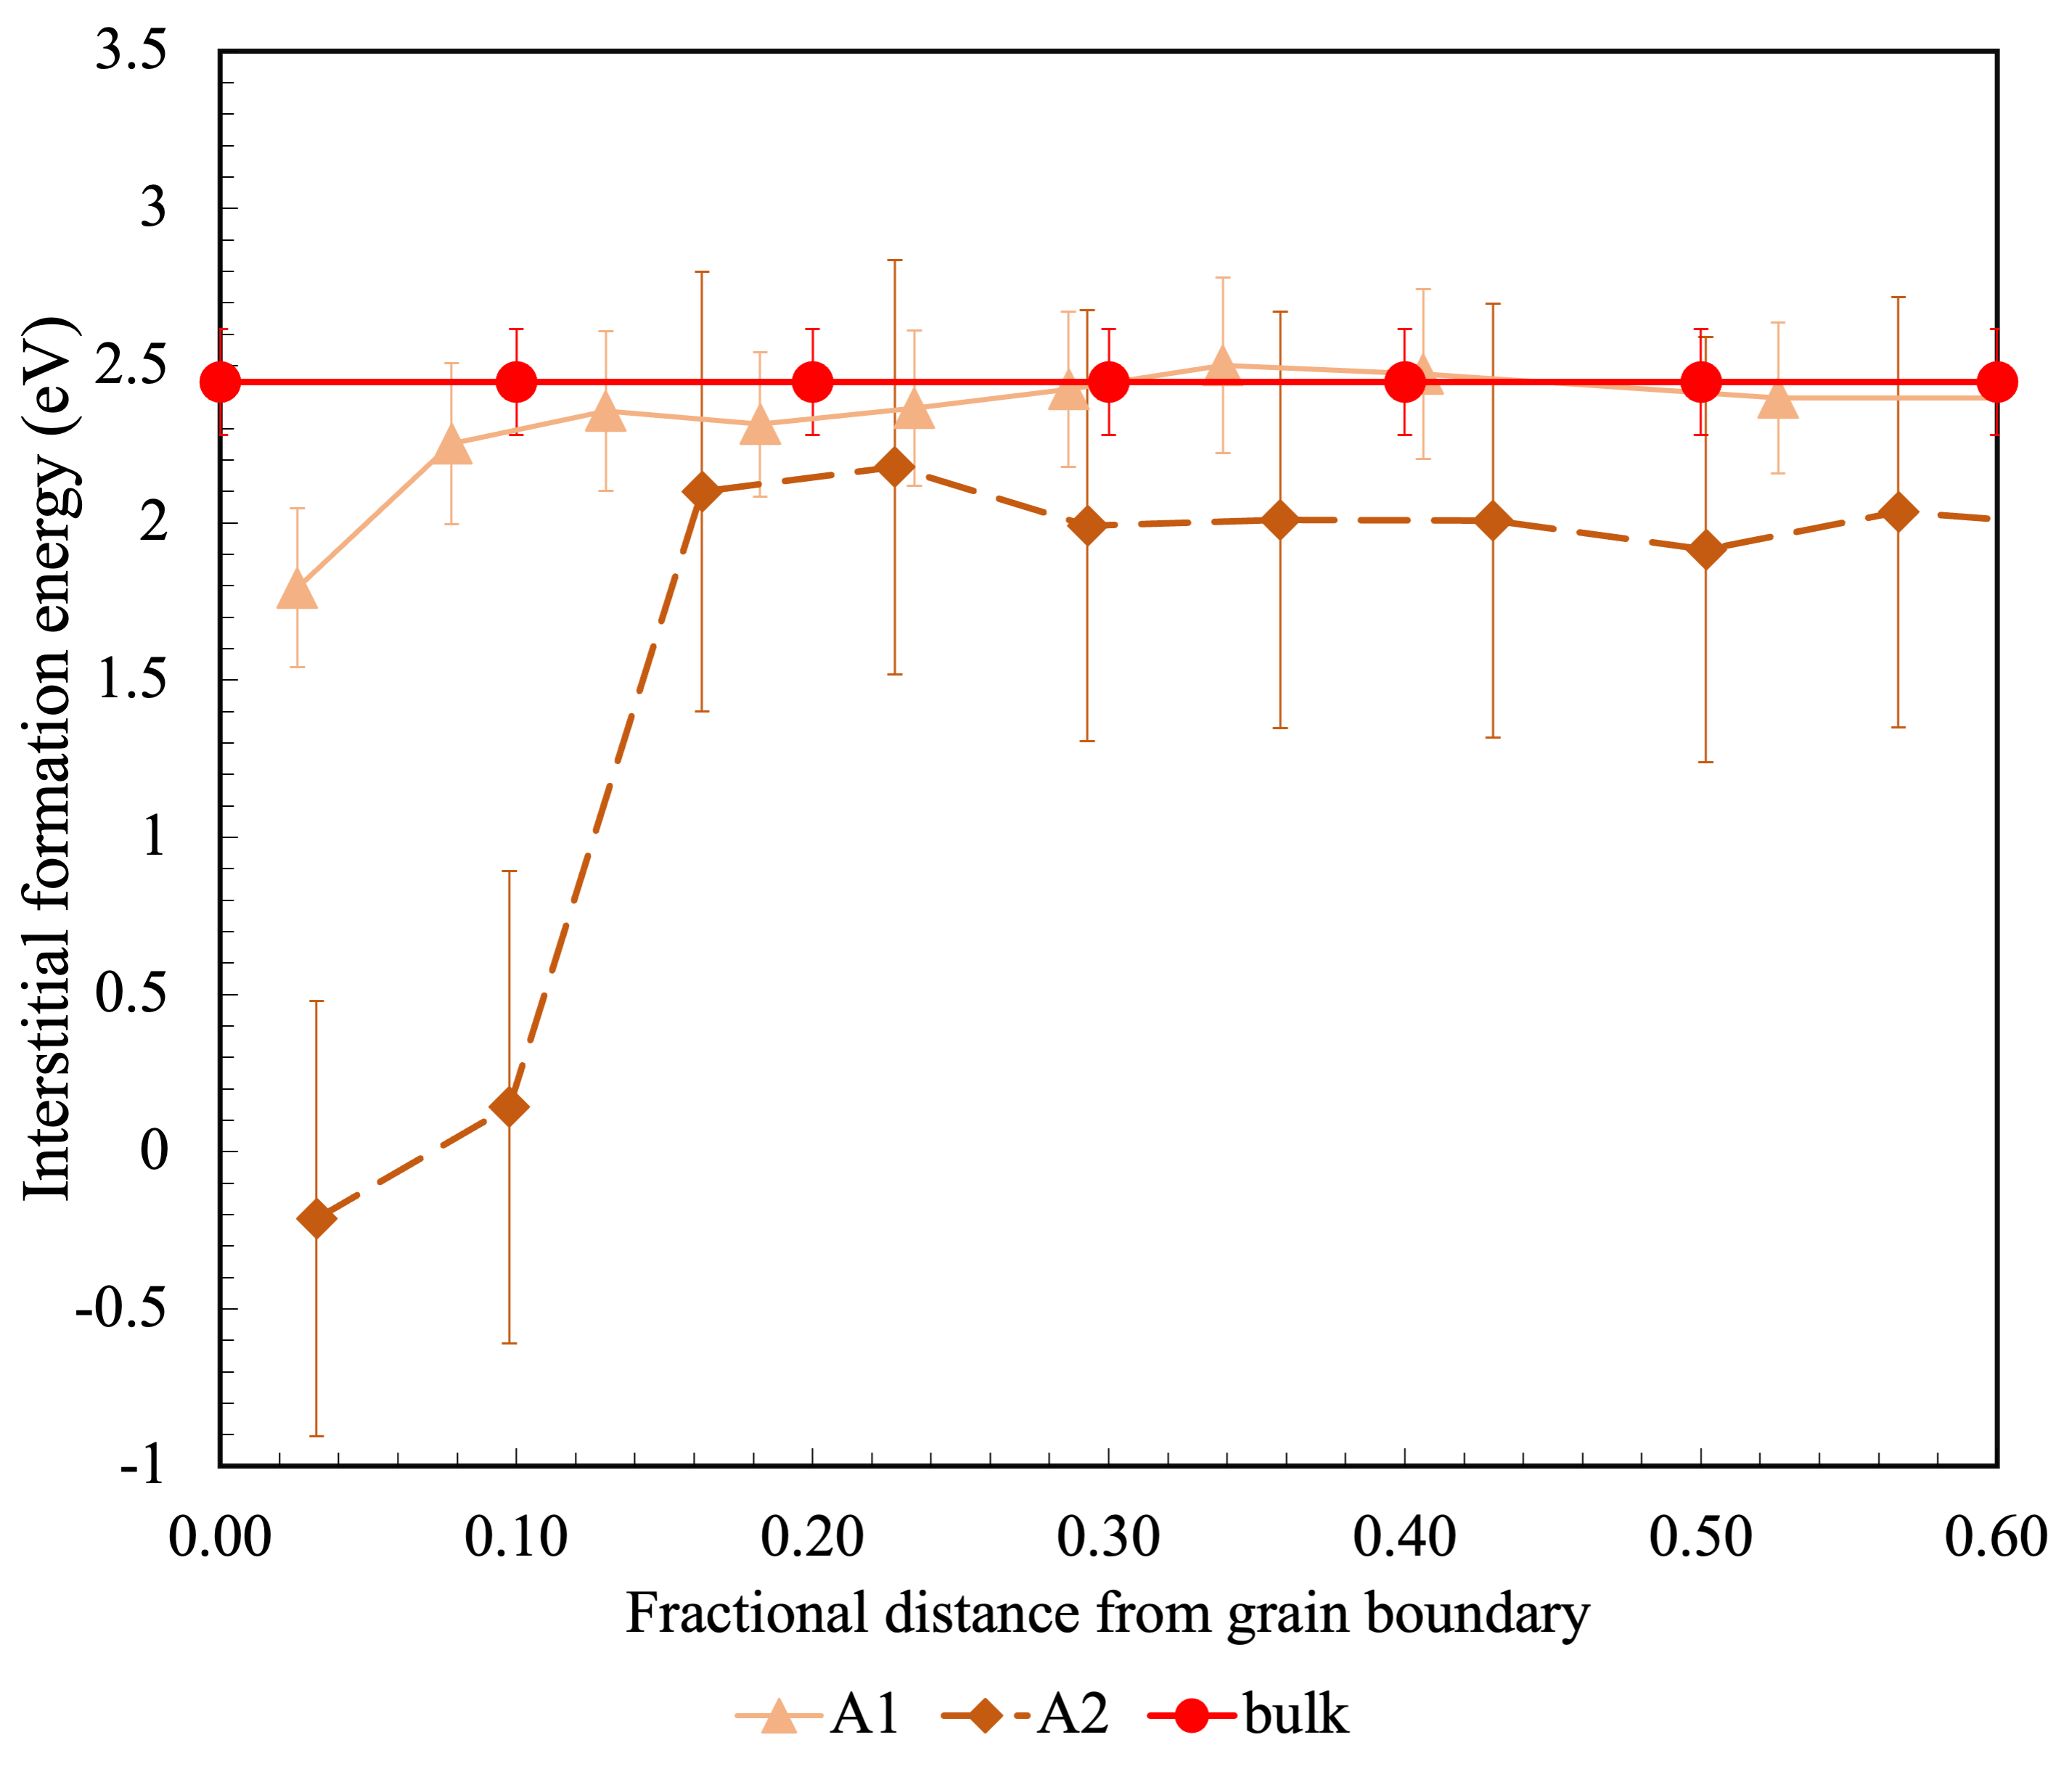 Interstitial formation energy (eV)
3.5
3
2.5
2
1.5
1
0.5
0
-0.5
-1
0.00 0.10 0.20 0.30 0.40 0.50 0.60
Fractional distance from grain boundary
A1 A2 bulk